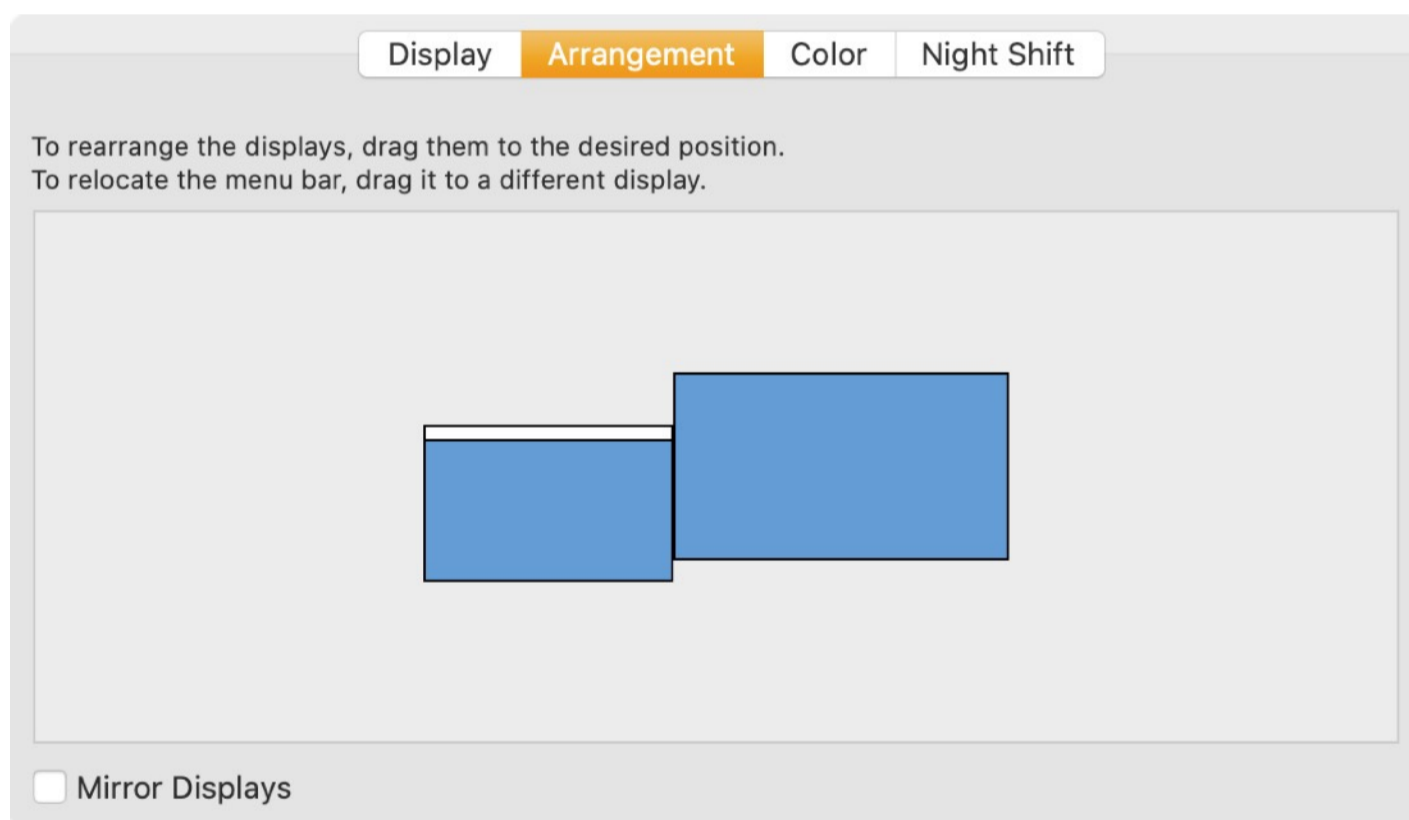 Display Arrangement Color Night Shift
To rearrange the displays, drag them to the desired position.
To relocate the menu bar, drag it to a different display.
Mirror Displays